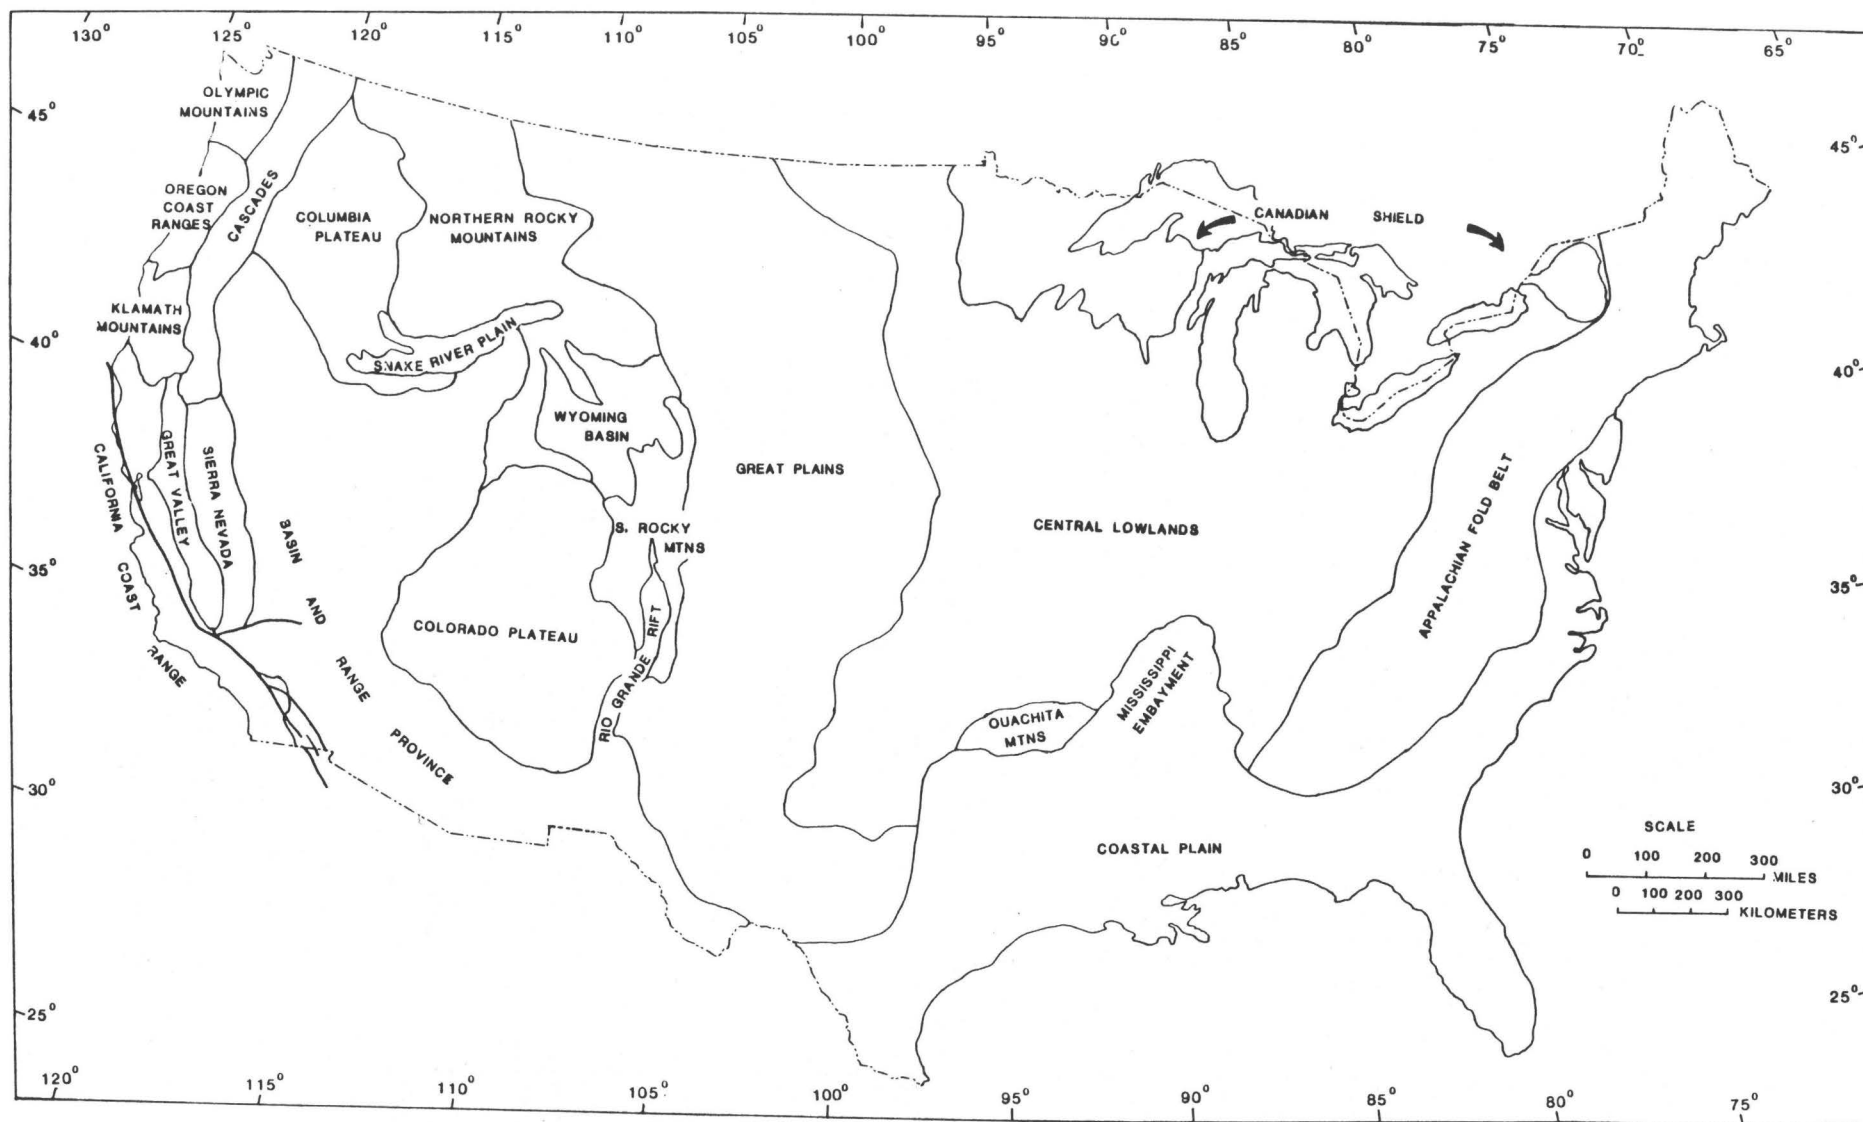 130° 125° 120° 115° 110° 105° 100° 95° 90° 85° 80° 75° 70° 65°
45°
40°
35°
30°
25°
45°
40°
35°
30°
25°
OLYMPIC
MOUNTAINS
OREGON
COAST
RANGES
CASCADES
COLUMBIA
PLATEAU
NORTHERN ROCKY
MOUNTAINS
CANADIAN SHIELD
KLAMATH
MOUNTAINS
SNAKE RIVER PLAIN
WYOMING
BASIN
GREAT PLAINS
CENTRAL LOWLANDS
APPALACHIAN FOLD BELT
CALIFORNIA
COAST
RANGE
GREAT VALLEY
SIERRA NEVADA
BASIN
AND
RANGE
PROVINCE
S. ROCKY
MTNS
COLORADO PLATEAU
RIO GRANDE RIFT
OUACHITA
MTNS
MISSISSIPPI
EMBAYMENT
COASTAL PLAIN
SCALE
0 100 200 300
MILES
0 100 200 300
KILOMETERS
120° 115° 110° 105° 100° 95° 90° 85° 80° 75°